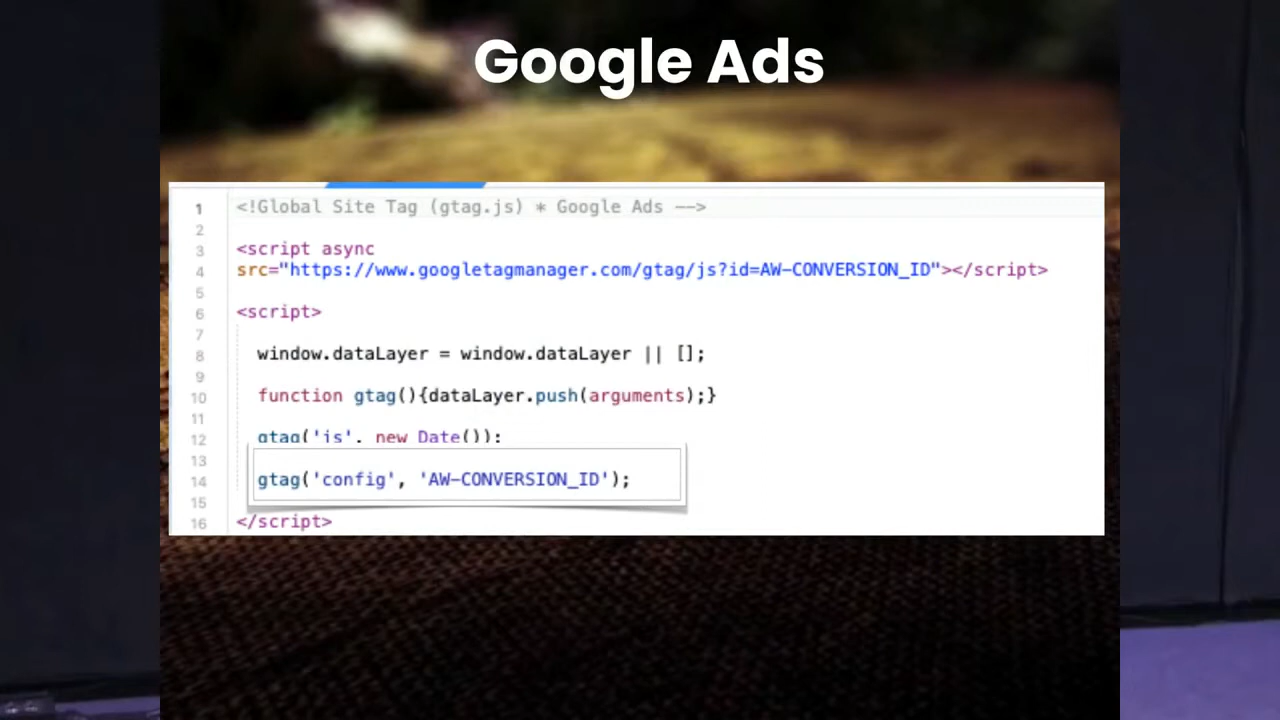 Google Ads
1 <!Global Site Tag (gtag.js) * Google Ads -->
2
3 <script async
4 src="https://www.googletagmanager.com/gtag/js?id=AW-CONVERSION_ID"></script>
5
6 <script>
7
8 window.dataLayer = window.dataLayer || [];
9
10 function gtag(){dataLayer.push(arguments);}
11
12 gtag('js', new Date());
13
14 gtag('config', 'AW-CONVERSION_ID');
15
16 </script>